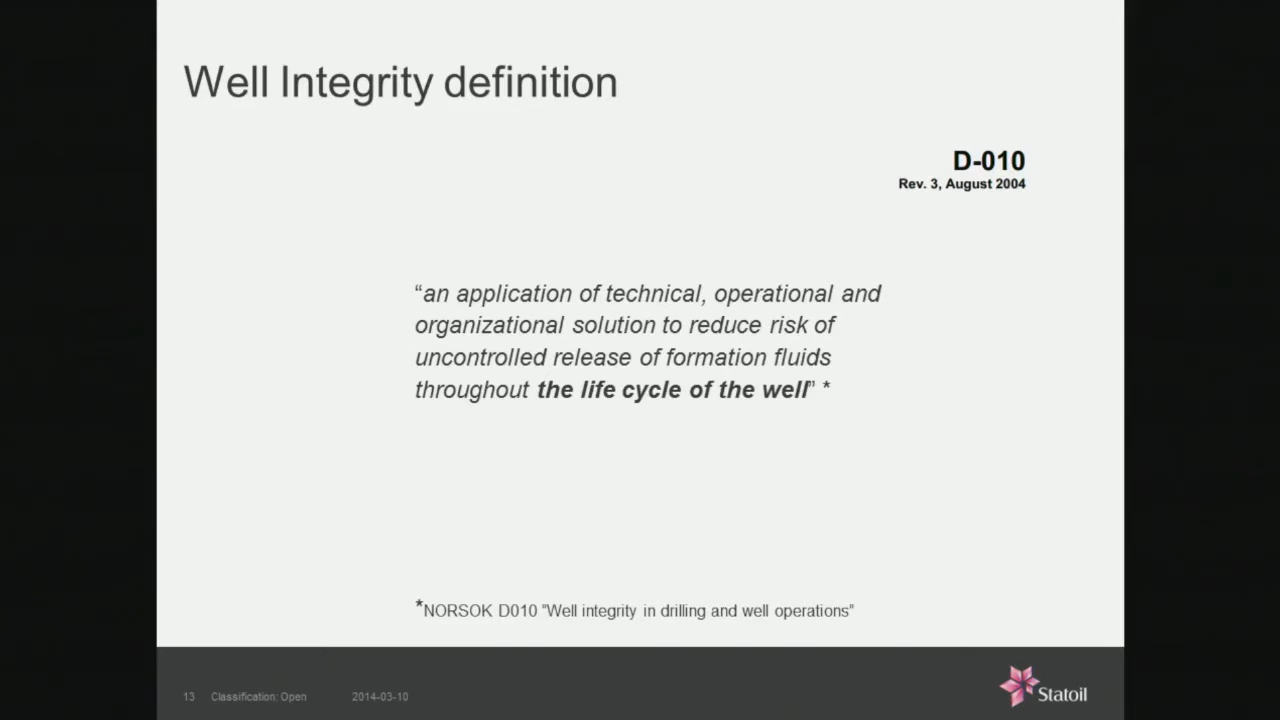 Well Integrity definition
D-010
Rev. 3, August 2004
“an application of technical, operational and
organizational solution to reduce risk of
uncontrolled release of formation fluids
throughout the life cycle of the well” *
*NORSOK D010 "Well integrity in drilling and well operations"
13 Classification: Open 2014-03-10
Statoil